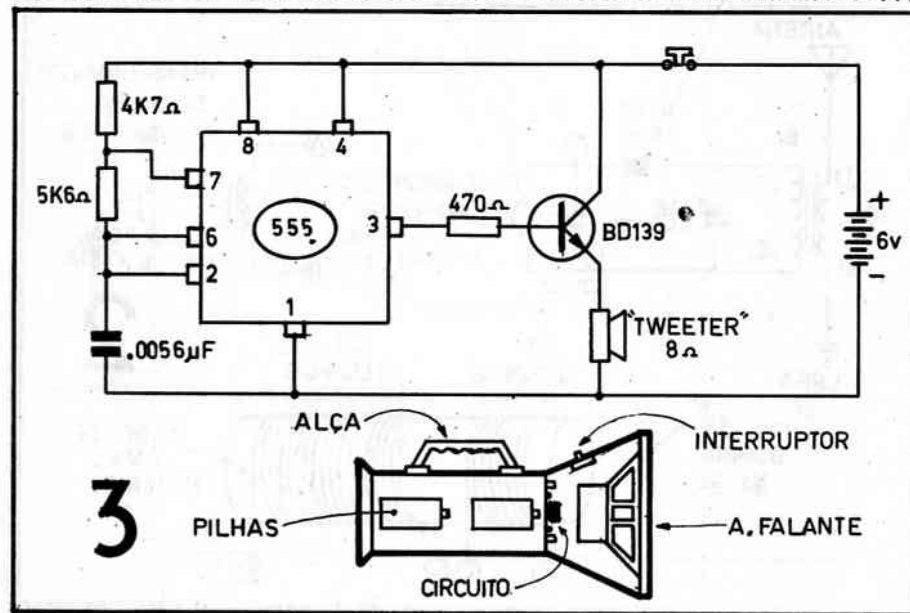 4K7Ω
8
4
7
5K6Ω
555
3
470Ω
BD139
+
6v
-
6
2
1
.0056µF
"TWEETER"
8Ω
3
ALÇA
INTERRUPTOR
PILHAS
CIRCUITO
A.FALANTE